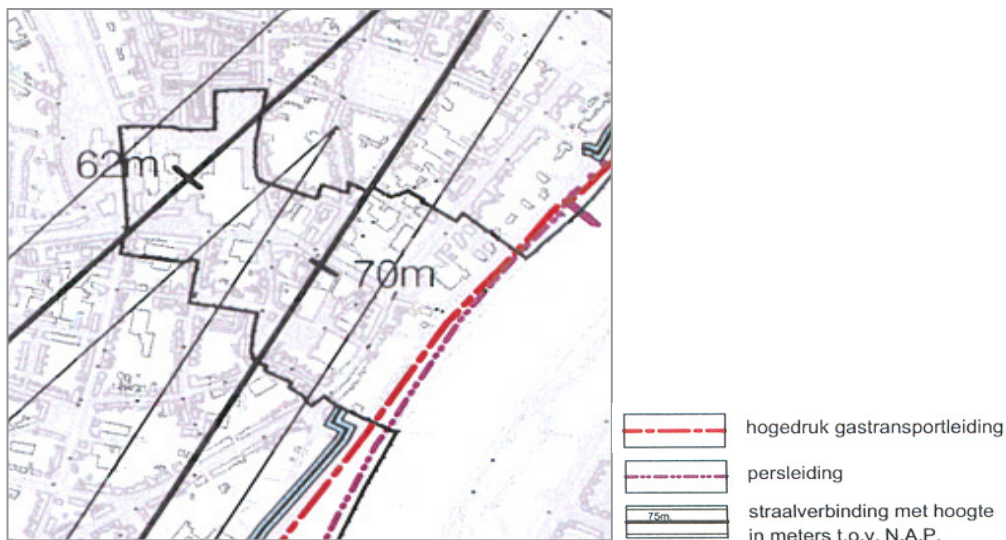 62m
70m
hogedruk gastransportleiding
persleiding
75m.
straalverbinding met hoogte
in meters t.o.v. N.A.P.